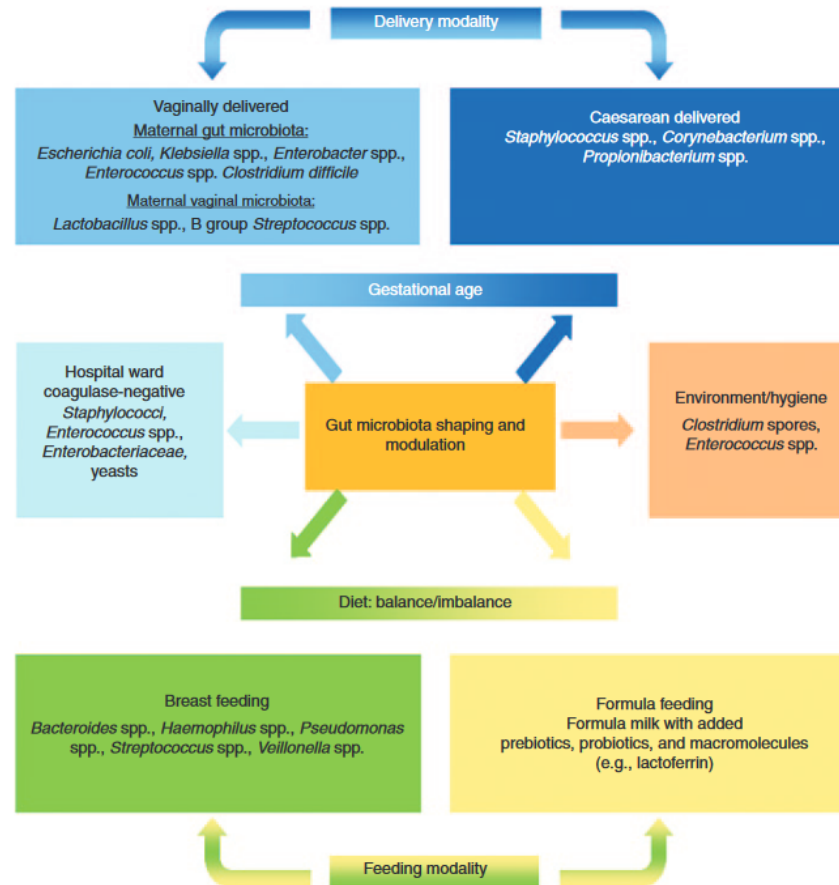 Delivery modality
Vaginally delivered
Maternal gut microbiota:
Escherichia coli, Klebsiella spp., Enterobacter spp.,
Enterococcus spp. Clostridium difficile
Maternal vaginal microbiota:
Lactobacillus spp., B group Streptococcus spp.
Caesarean delivered
Staphylococcus spp., Corynebacterium spp.,
Propionibacterium spp.
Gestational age
Hospital ward
coagulase-negative
Staphylococci,
Enterococcus spp.,
Enterobacteriaceae,
yeasts
Gut microbiota shaping and
modulation
Environment/hygiene
Clostridium spores,
Enterococcus spp.
Diet: balance/imbalance
Breast feeding
Bacteroides spp., Haemophilus spp., Pseudomonas
spp., Streptococcus spp., Veillonella spp.
Formula feeding
Formula milk with added
prebiotics, probiotics, and macromolecules
(e.g., lactoferrin)
Feeding modality